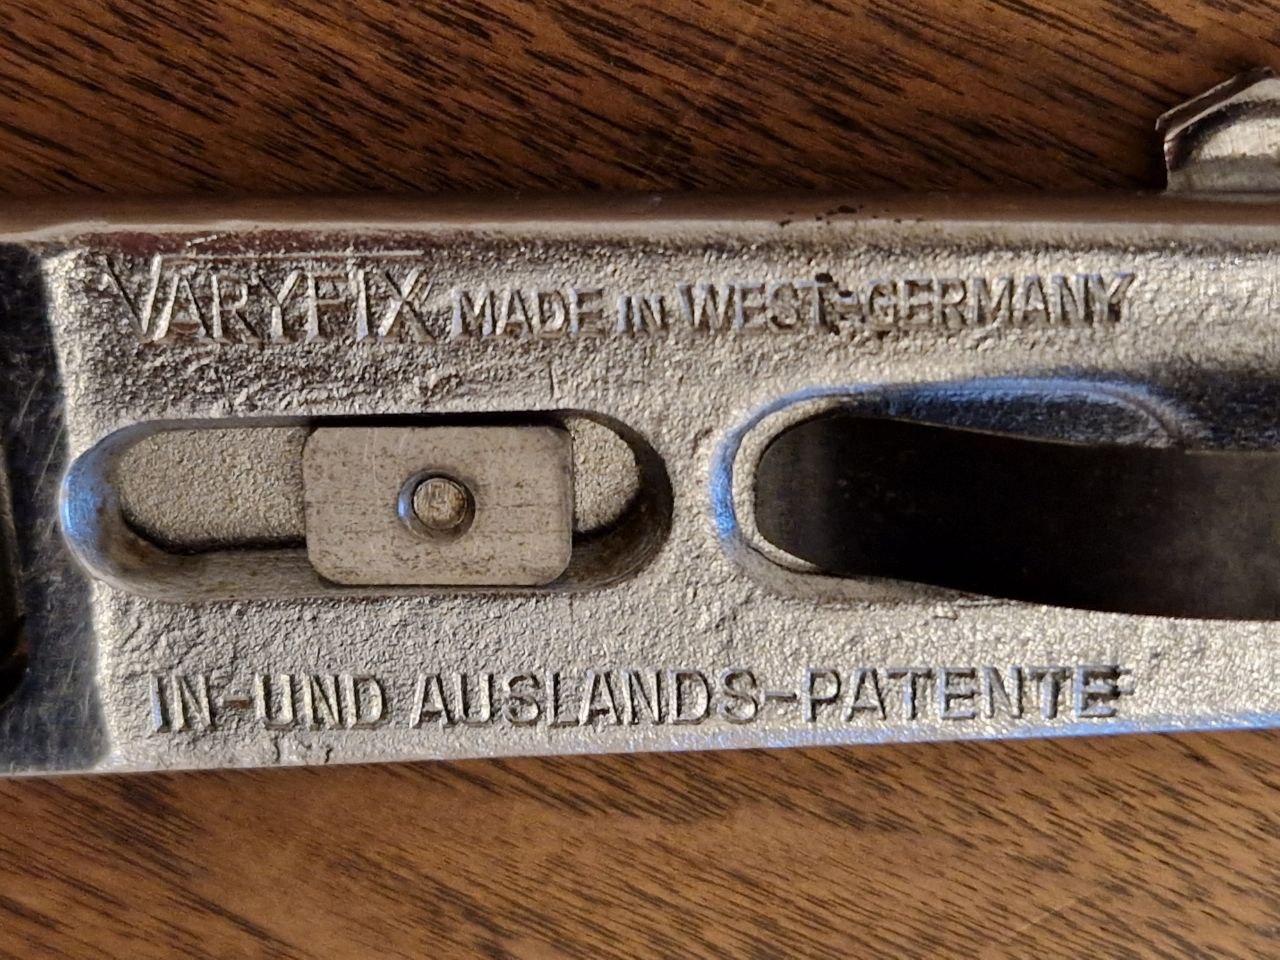 VARYFIX MADE IN WEST-GERMANY
IN-UND AUSLANDS-PATENTE